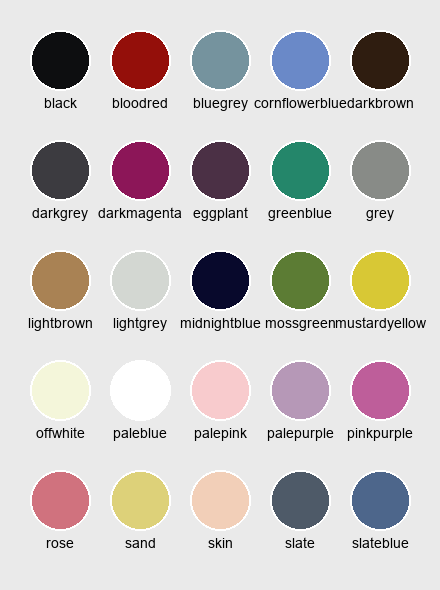 black bloodred bluegrey cornflowerblue darkbrown
darkgrey darkmagenta eggplant greenblue grey
lightbrown lightgrey midnightblue mossgreen mustardyellow
offwhite paleblue palepink palepurple pinkpurple
rose sand skin slate slateblue